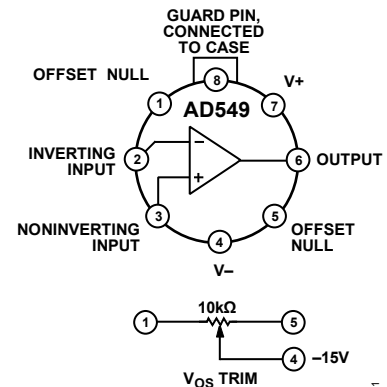 GUARD PIN,
CONNECTED
TO CASE
OFFSET NULL
8
V+
1
AD549
7
INVERTING
INPUT
2
6
OUTPUT
NONINVERTING
INPUT
3
5
OFFSET
NULL
4
V–
10kΩ
1
5
4
–15V
VOS TRIM